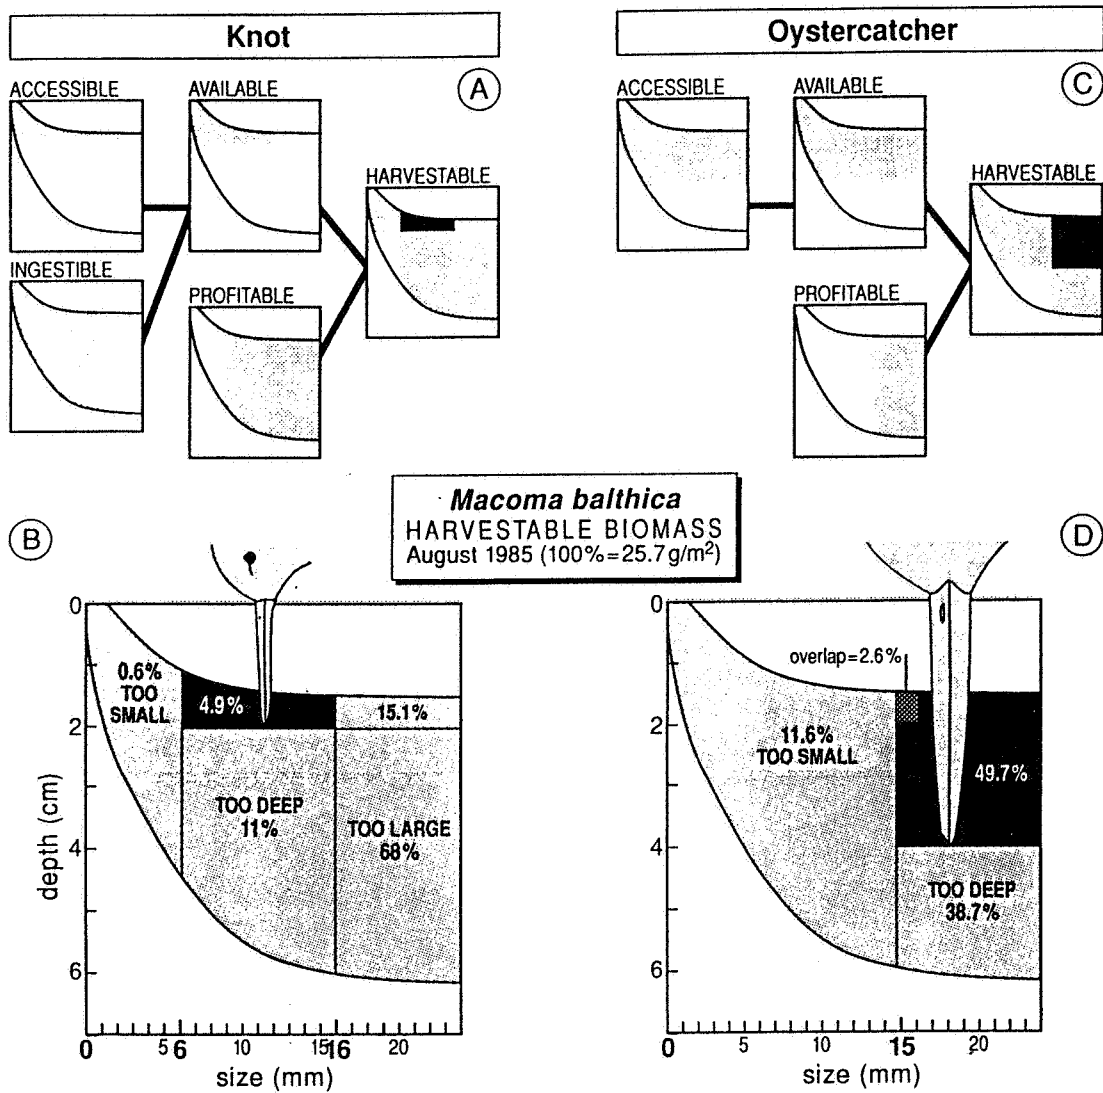 Knot
Oystercatcher
A
ACCESSIBLE
AVAILABLE
HARVESTABLE
INGESTIBLE
PROFITABLE
C
ACCESSIBLE
AVAILABLE
HARVESTABLE
PROFITABLE
Macoma balthica
HARVESTABLE BIOMASS
August 1985 (100%=25.7g/m²)
B
0
2
4
6
depth (cm)
0.6%
TOO
SMALL
4.9%
15.1%
TOO DEEP
11%
TOO LARGE
68%
0 5 6 10 15 16 20
size (mm)
D
0
2
4
6
overlap=2.6%
11.6%
TOO SMALL
49.7%
TOO DEEP
38.7%
0 5 10 15 20
size (mm)